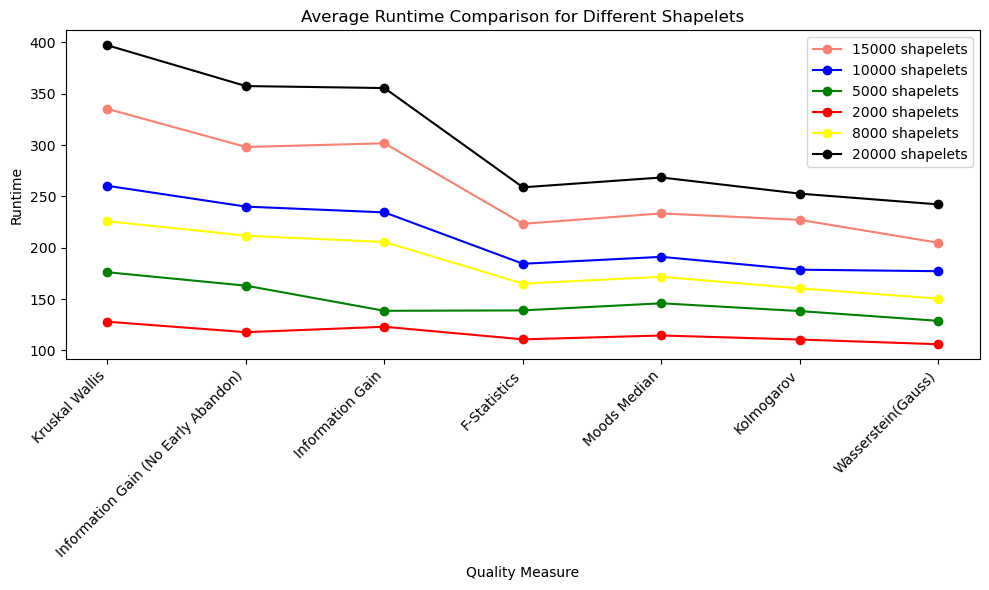 Average Runtime Comparison for Different Shapelets
400
350
300
250
200
150
100
Runtime
15000 shapelets
10000 shapelets
5000 shapelets
2000 shapelets
8000 shapelets
20000 shapelets
Kruskal Wallis
Information Gain (No Early Abandon)
Information Gain
F-Statistics
Moods Median
Kolmogarov
Wasserstein(Gauss)
Quality Measure